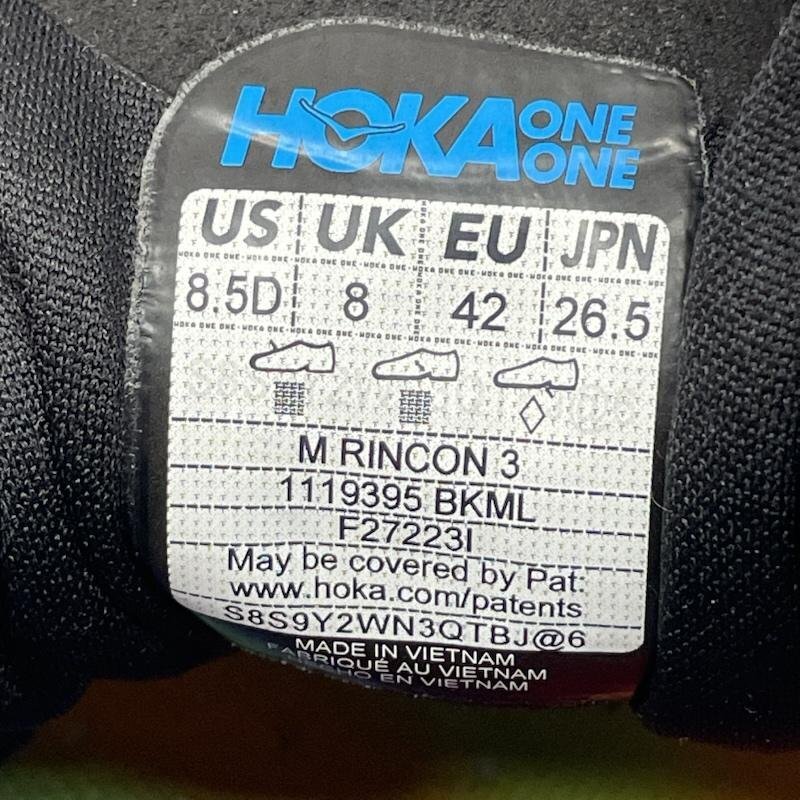 HOKA ONE ONE
US UK EU JPN
8.5D 8 42 26.5
M RINCON 3
1119395 BKML
F27223I
May be covered by Pat:
www.hoka.com/patents
S8S9Y2WN3QTBJ@6
MADE IN VIETNAM
FABRIQUÉ AU VIETNAM
EN VIETNAM